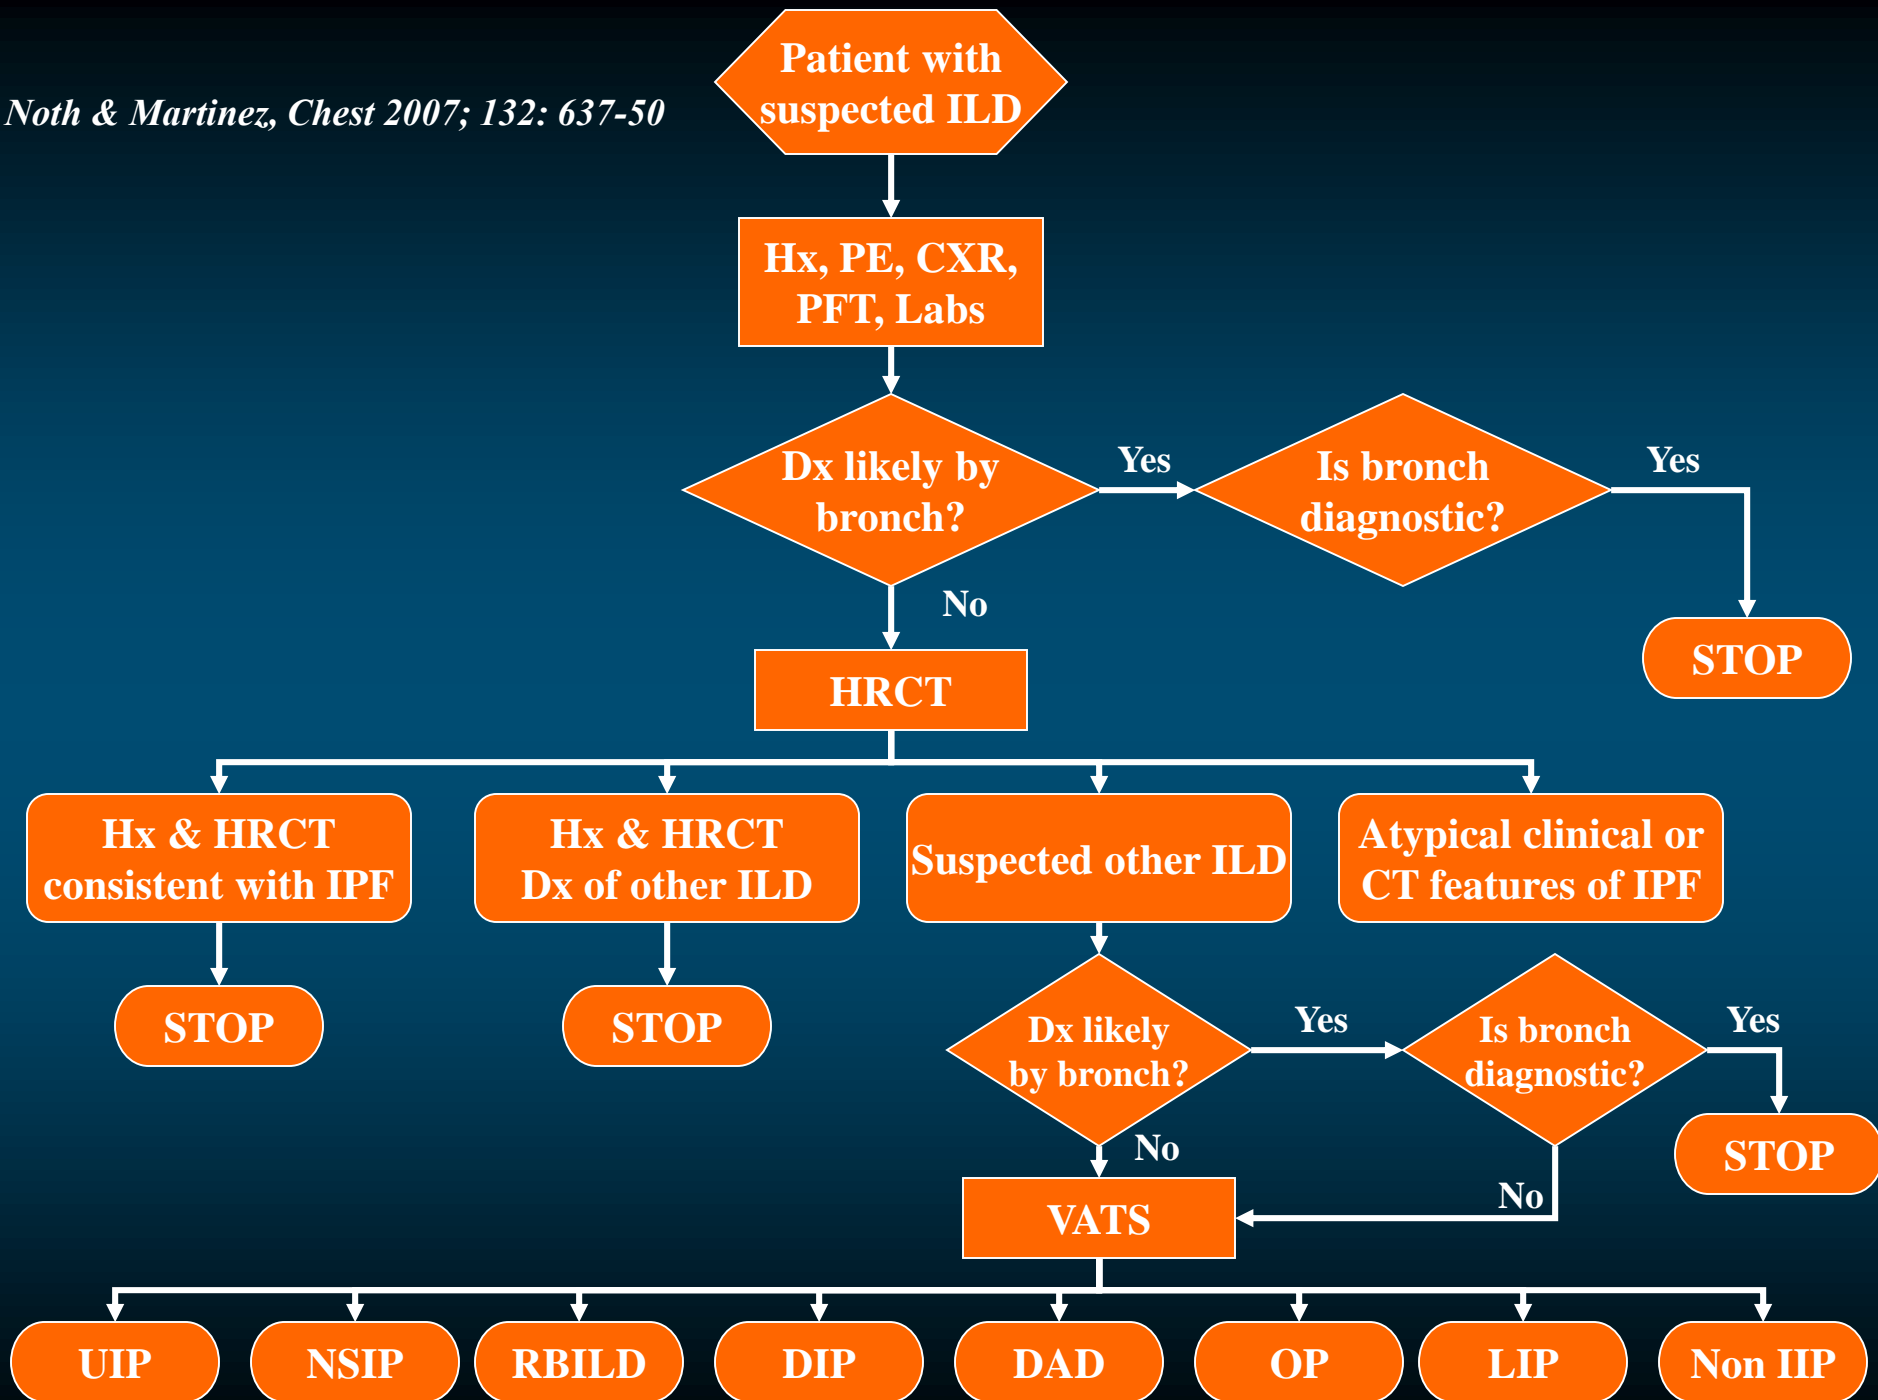 Patient with
suspected ILD
Noth & Martinez, Chest 2007; 132: 637-50
Hx, PE, CXR,
PFT, Labs
Dx likely by
bronch?
Yes
Is bronch
diagnostic?
Yes
No
STOP
HRCT
Hx & HRCT
consistent with IPF
Hx & HRCT
Dx of other ILD
Suspected other ILD
Atypical clinical or
CT features of IPF
STOP
STOP
Dx likely
by bronch?
Yes
Is bronch
diagnostic?
Yes
No
STOP
No
VATS
UIP
NSIP
RBILD
DIP
DAD
OP
LIP
Non IIP